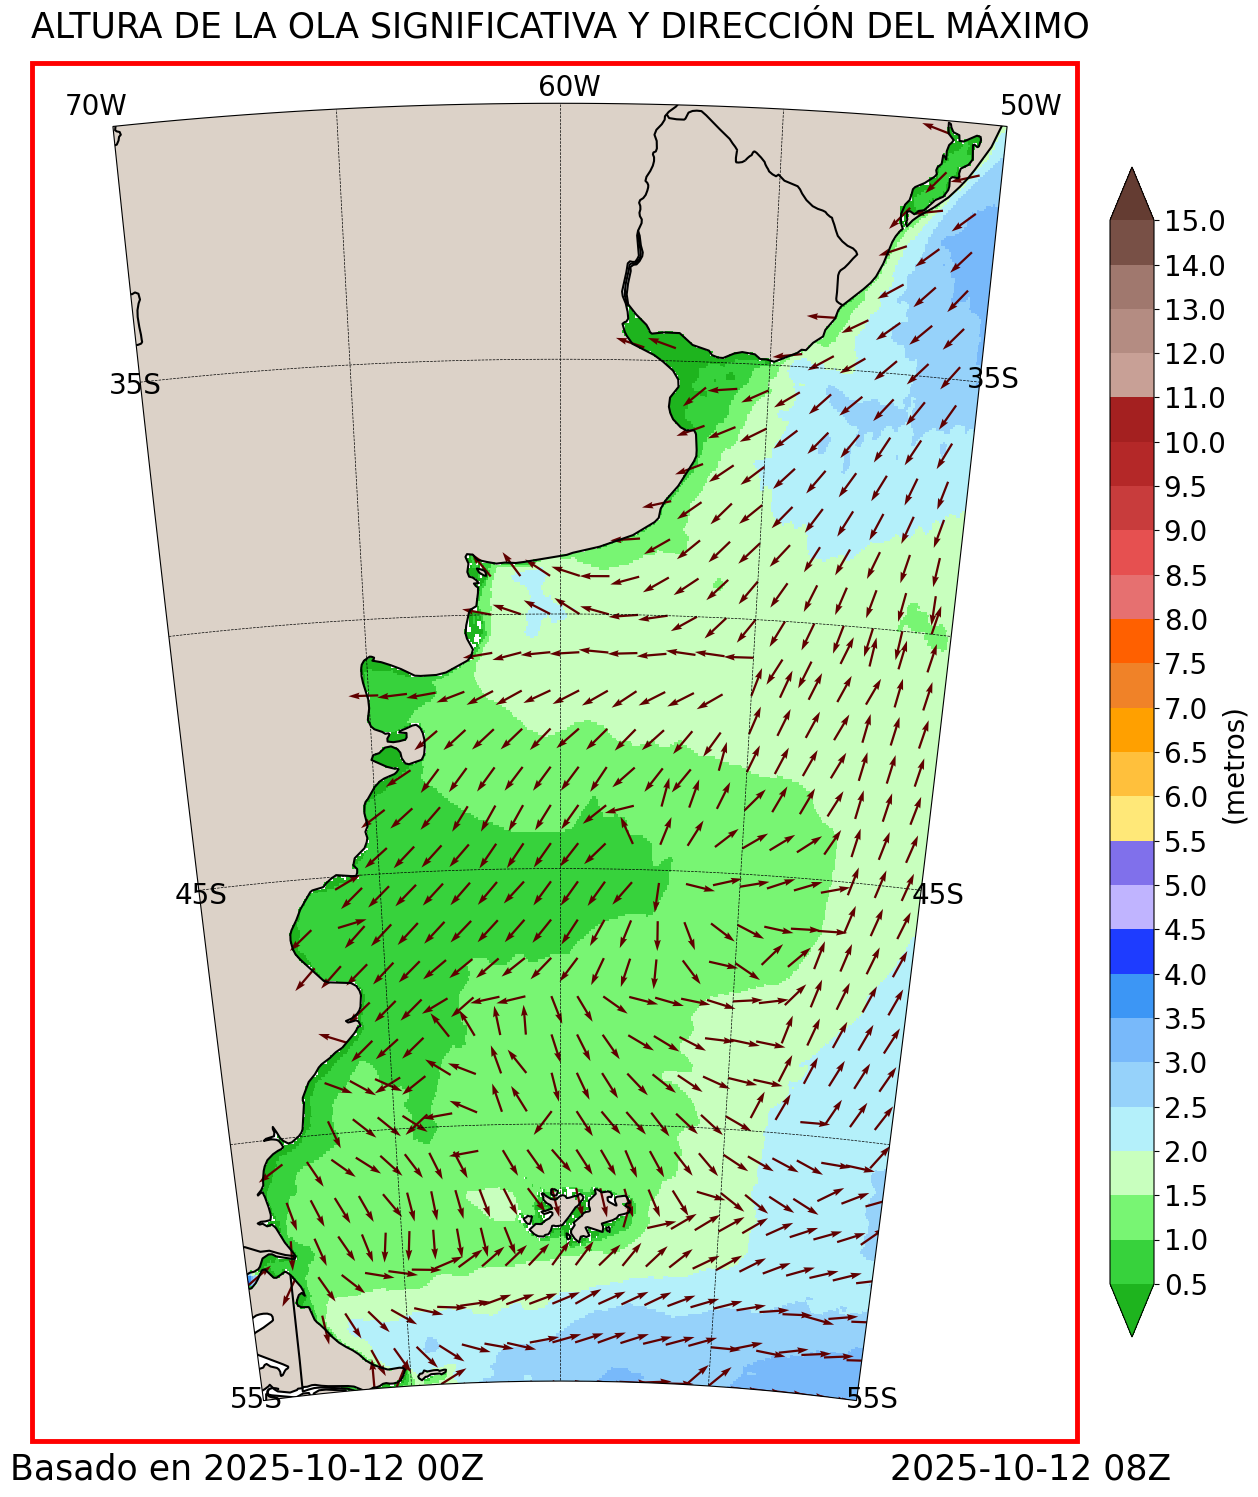 ALTURA DE LA OLA SIGNIFICATIVA Y DIRECCIÓN DEL MÁXIMO
70W
60W
50W
35S
35S
45S
45S
55S
55S
15.0
14.0
13.0
12.0
11.0
10.0
9.5
9.0
8.5
8.0
7.5
7.0
6.5
6.0
5.5
5.0
4.5
4.0
3.5
3.0
2.5
2.0
1.5
1.0
0.5
(metros)
Basado en 2025-10-12 00Z
2025-10-12 08Z